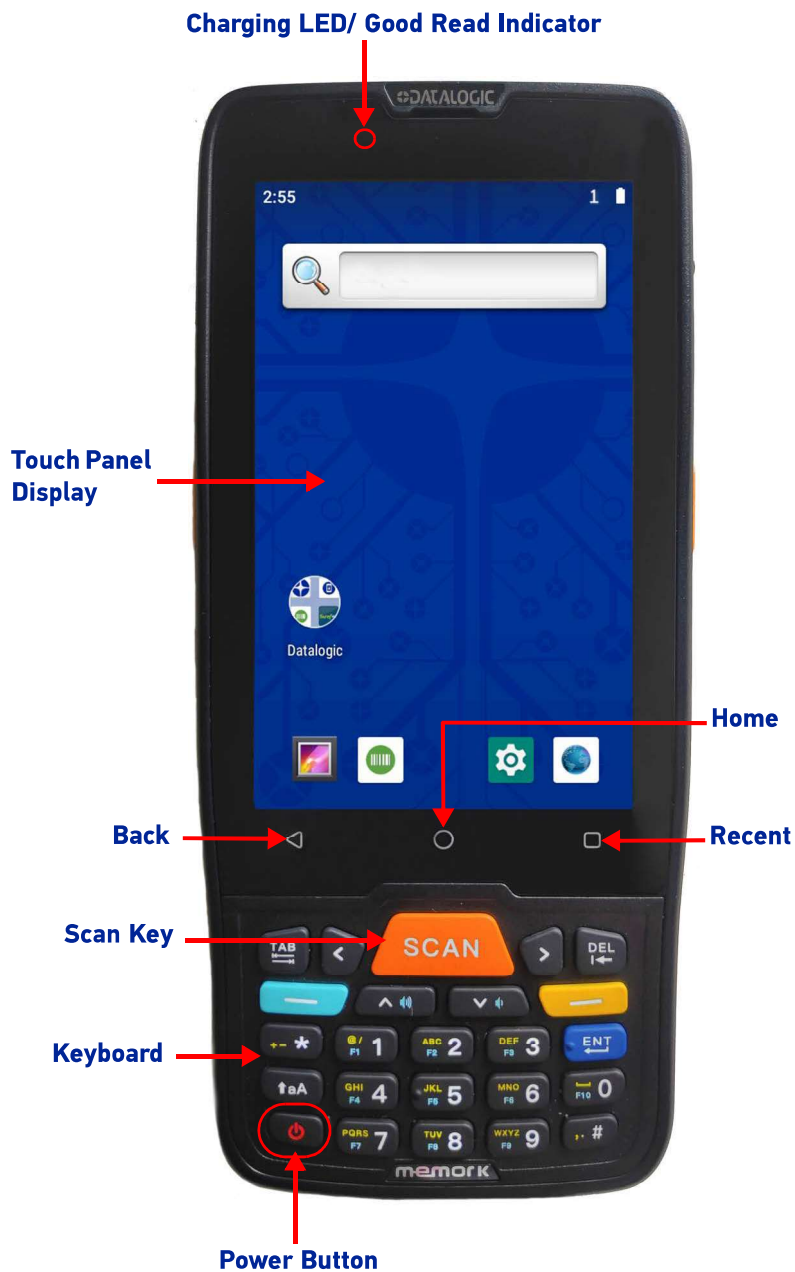 Charging LED/ Good Read Indicator
DATALOGIC
2:55 1
Touch Panel
Display
Datalogic
Home
Back
Recent
Scan Key
TAB < SCAN > DEL
Keyboard
+- * @/ F1 1 ABC F2 2 DEF F3 3 ENT
aA GHI F4 4 JKL F5 5 MNO F6 6 F10 0
PQRS F7 7 TUV F8 8 WXYZ F9 9 ,. #
memor K
Power Button